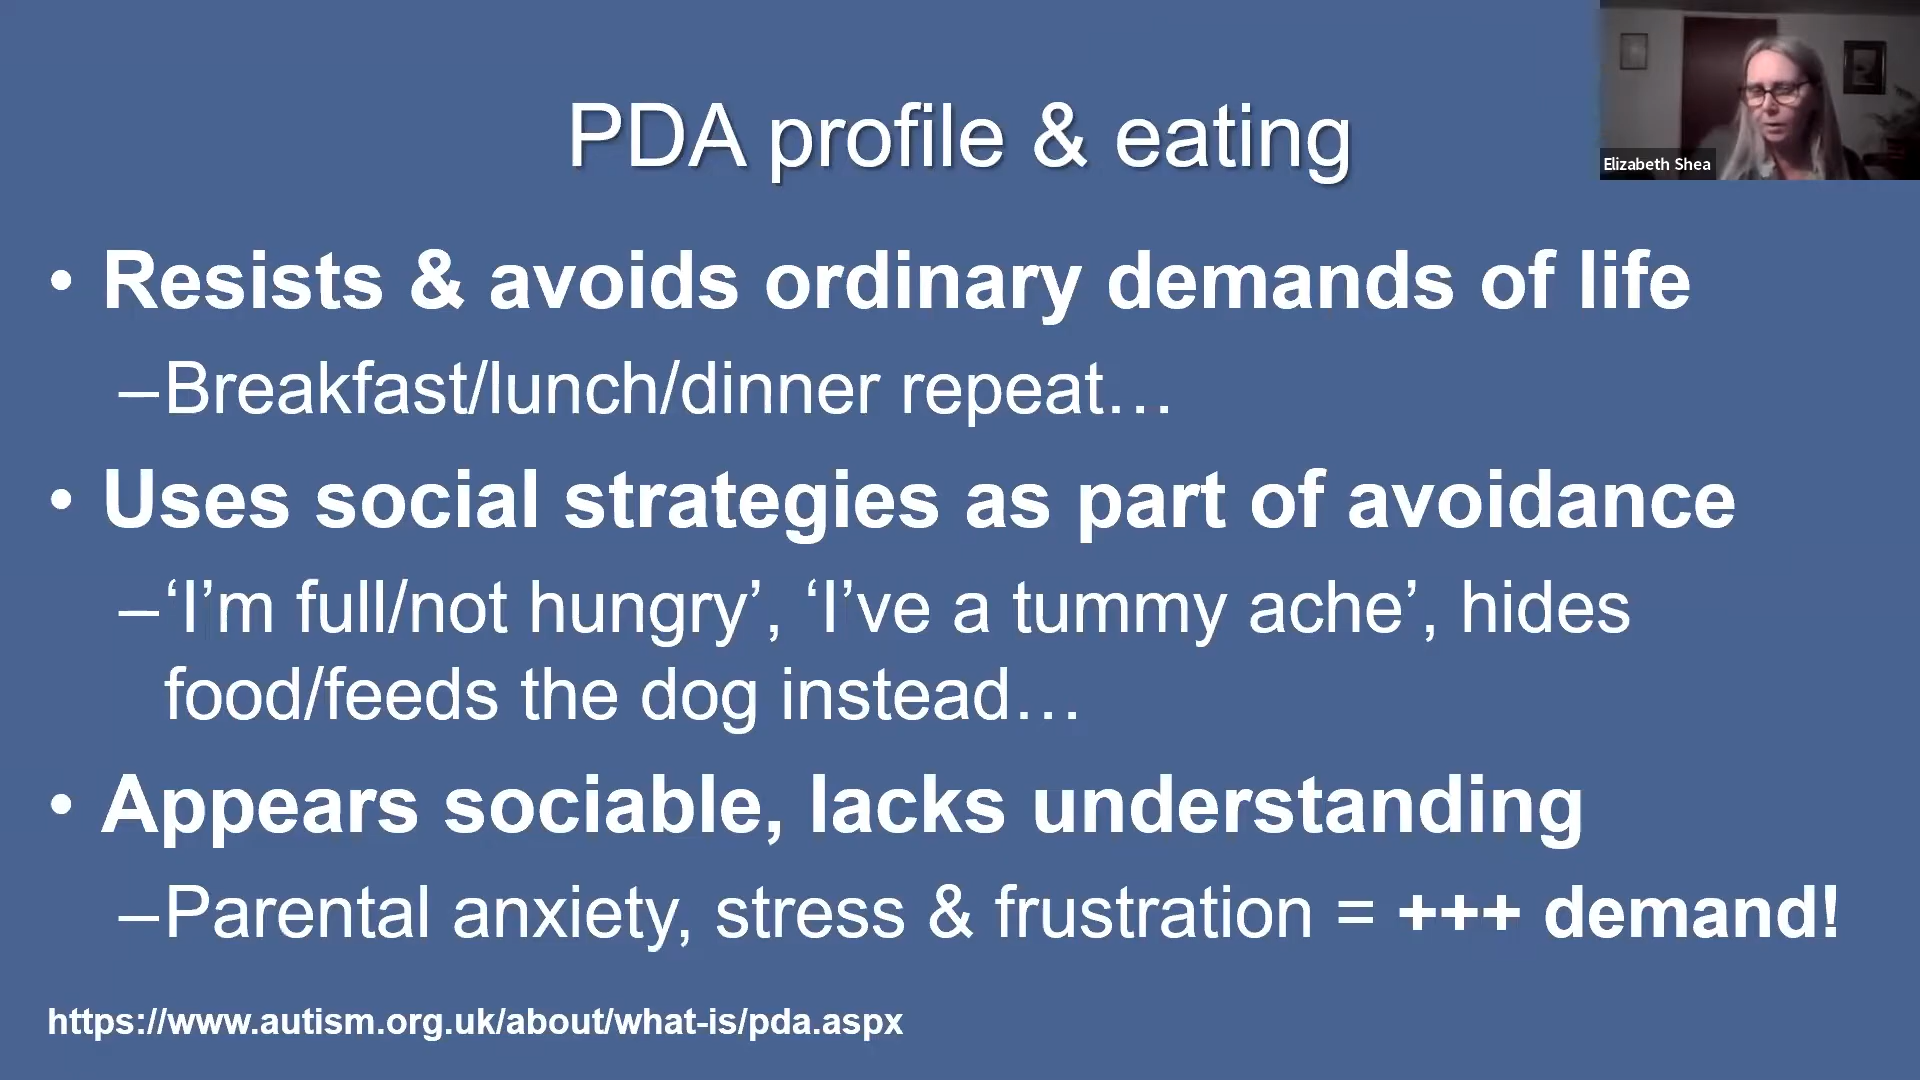 PDA profile & eating
Elizabeth Shea
• Resists & avoids ordinary demands of life
–Breakfast/lunch/dinner repeat…
• Uses social strategies as part of avoidance
–‘I’m full/not hungry’, ‘I’ve a tummy ache’, hides
food/feeds the dog instead…
• Appears sociable, lacks understanding
–Parental anxiety, stress & frustration = +++ demand!
https://www.autism.org.uk/about/what-is/pda.aspx